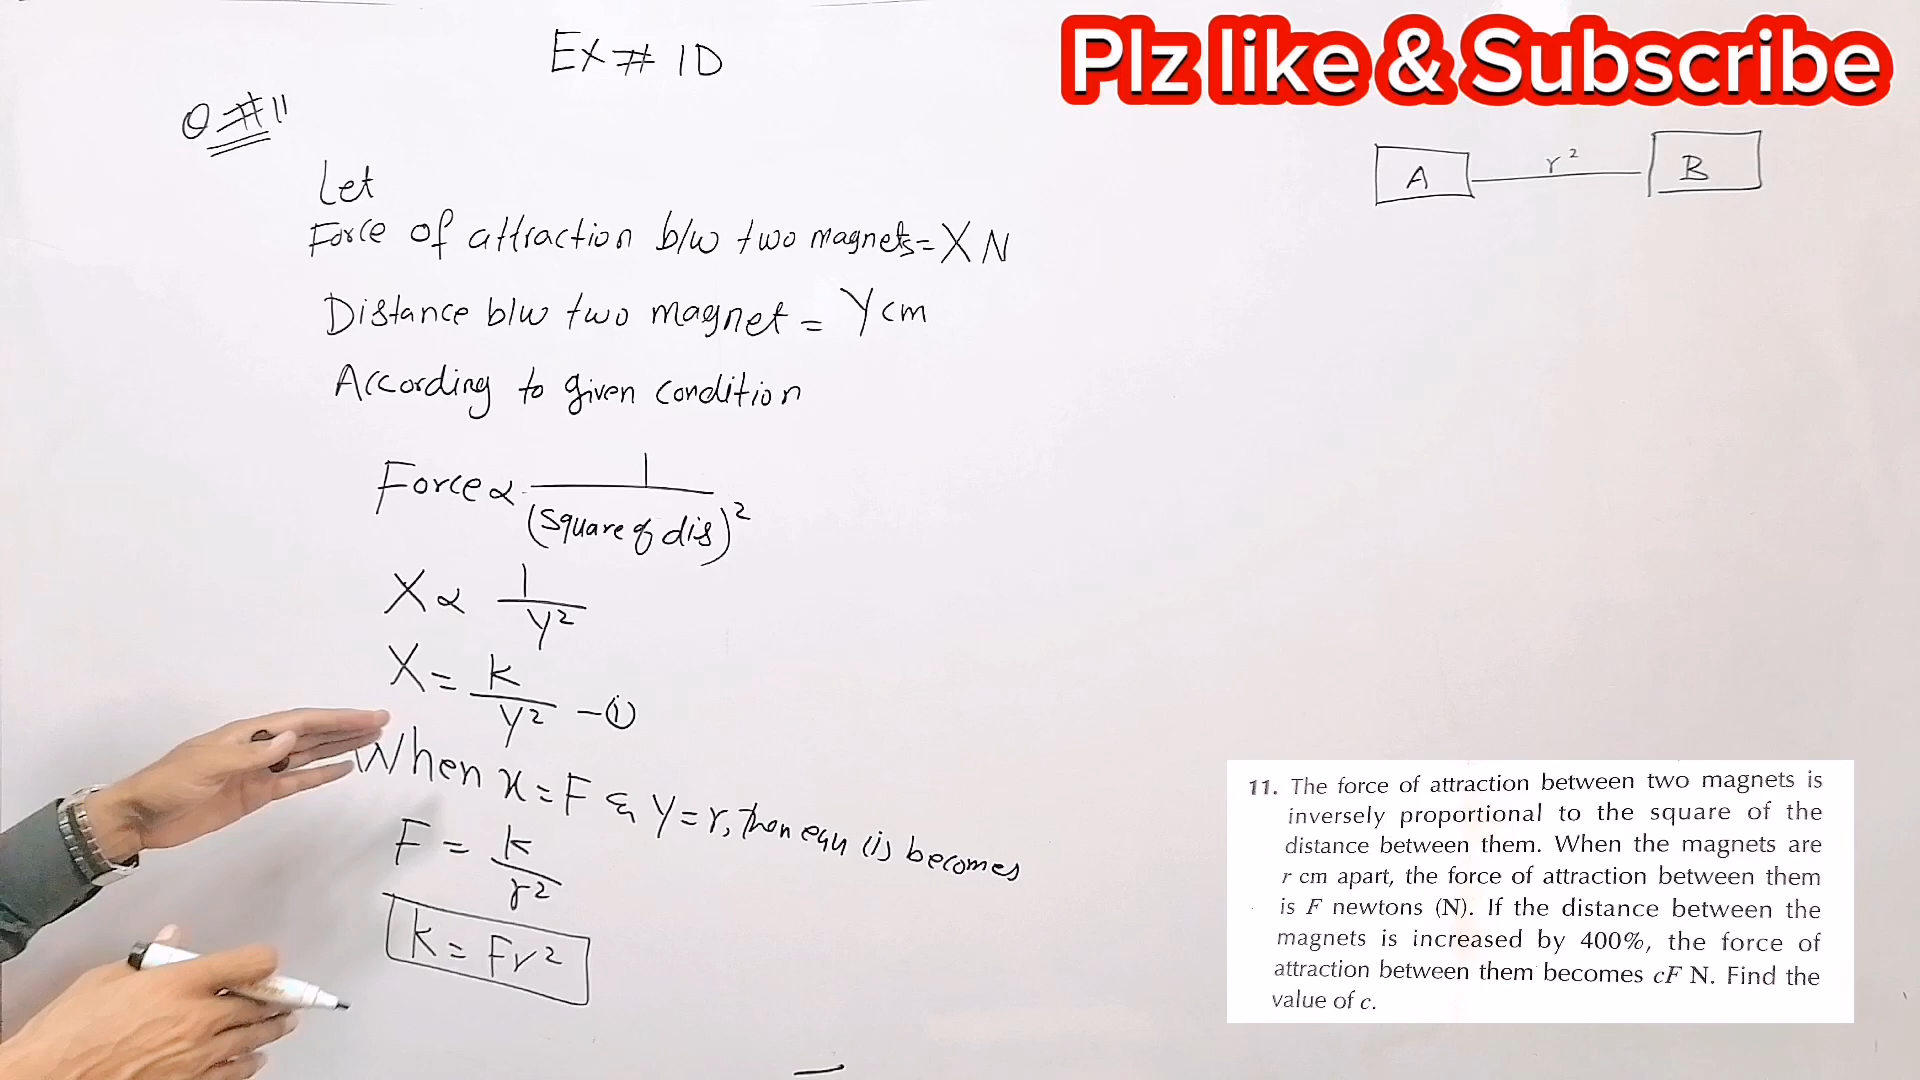 Ex # 1D
Plz like & Subscribe
Q #11
A r² B
Let
Force of attraction b/w two magnets = X N
Distance b/w two magnet = Y cm
According to given condition
Force ∝ 1/(square of dis)²
X ∝ 1/Y²
X = k/Y² -(i)
When x = F & Y = r, then equ (i) becomes
F = k/r²
k = Fr²
11. The force of attraction between two magnets is
inversely proportional to the square of the
distance between them. When the magnets are
r cm apart, the force of attraction between them
is F newtons (N). If the distance between the
magnets is increased by 400%, the force of
attraction between them becomes cF N. Find the
value of c.